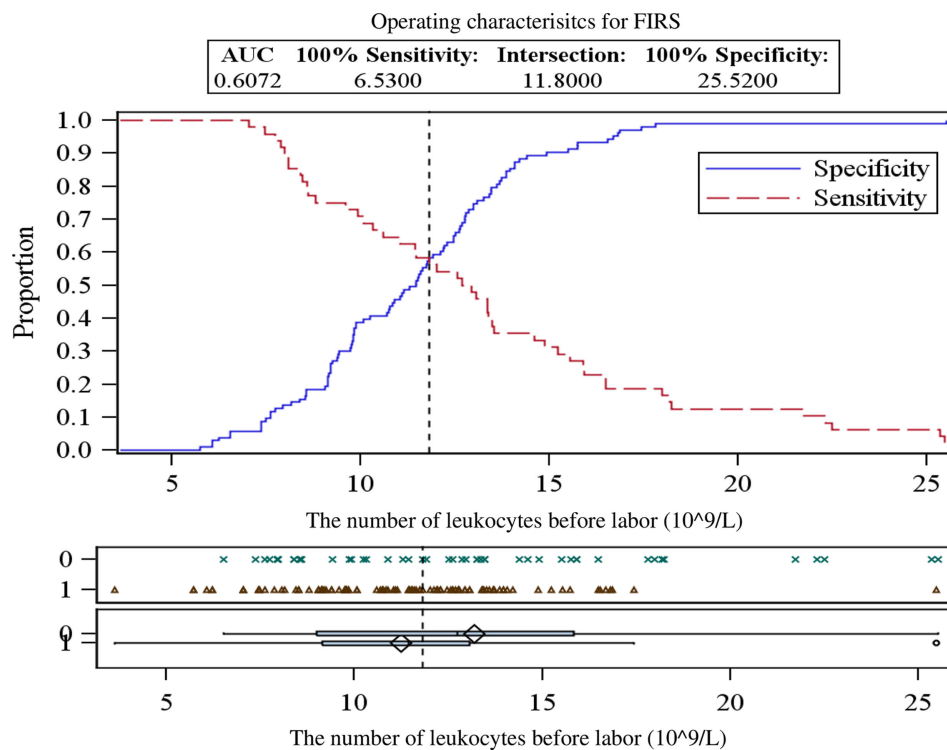 Operating characterisitcs for FIRS
AUC 100% Sensitivity: Intersection: 100% Specificity:
0.6072 6.5300 11.8000 25.5200
1.0
0.9
0.8
0.7
0.6
0.5
0.4
0.3
0.2
0.1
0.0
Proportion
Specificity
Sensitivity
5 10 15 20 25
The number of leukocytes before labor (10^9/L)
0
1
0
1
5 10 15 20 25
The number of leukocytes before labor (10^9/L)